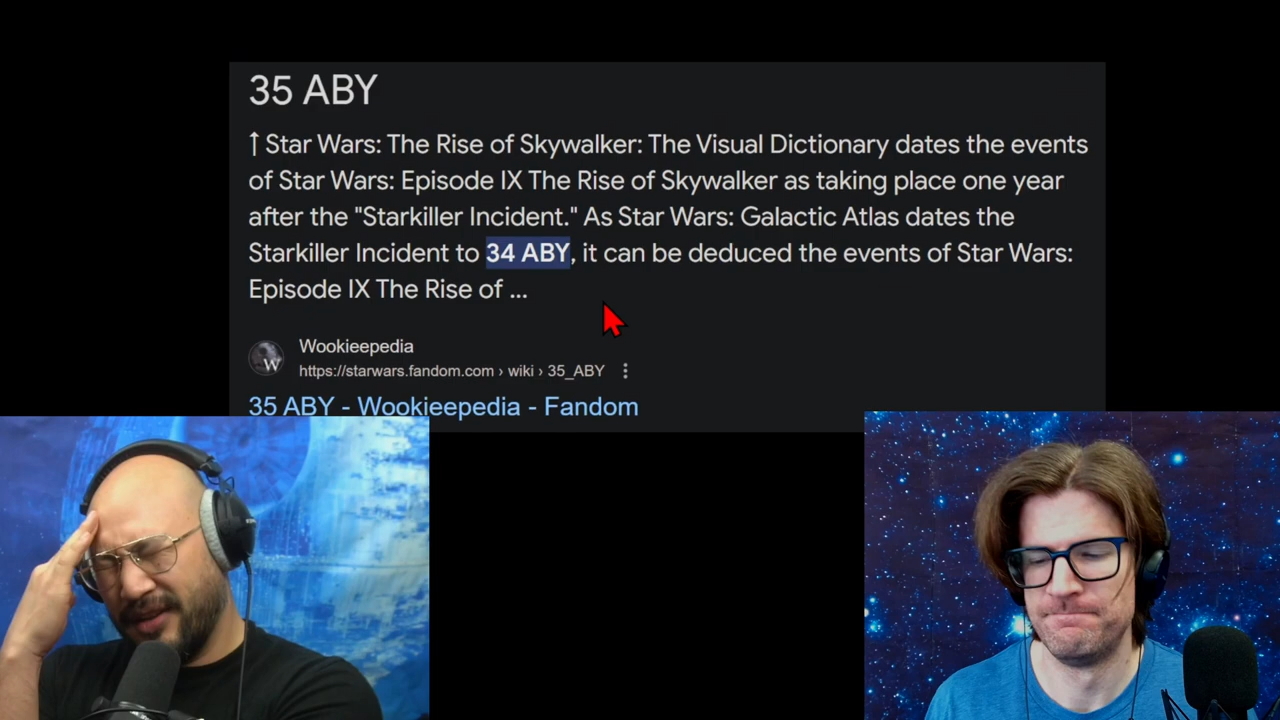 35 ABY
↑ Star Wars: The Rise of Skywalker: The Visual Dictionary dates the events
of Star Wars: Episode IX The Rise of Skywalker as taking place one year
after the "Starkiller Incident." As Star Wars: Galactic Atlas dates the
Starkiller Incident to 34 ABY, it can be deduced the events of Star Wars:
Episode IX The Rise of ...
W
Wookieepedia
https://starwars.fandom.com › wiki › 35_ABY
35 ABY - Wookieepedia - Fandom